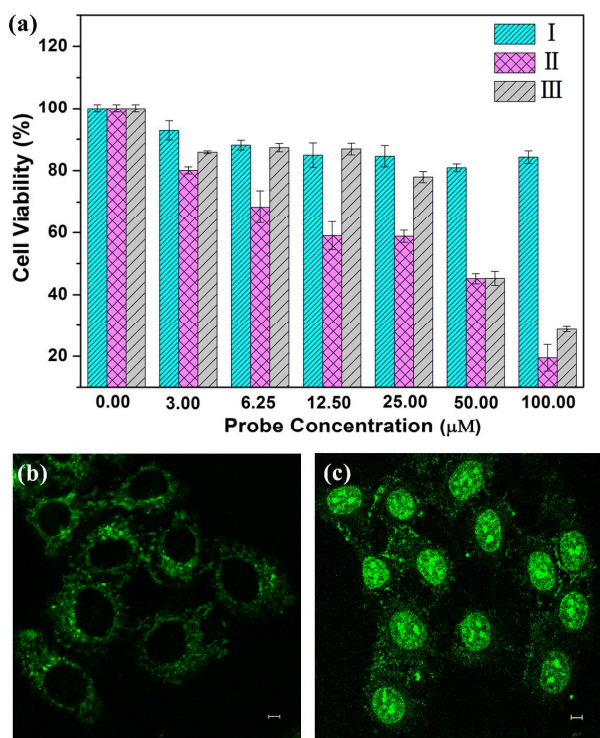 (a)
120
100
80
60
40
20
Cell Viability (%)
I
II
III
0.00 3.00 6.25 12.50 25.00 50.00 100.00
Probe Concentration (μM)
(b)
(c)